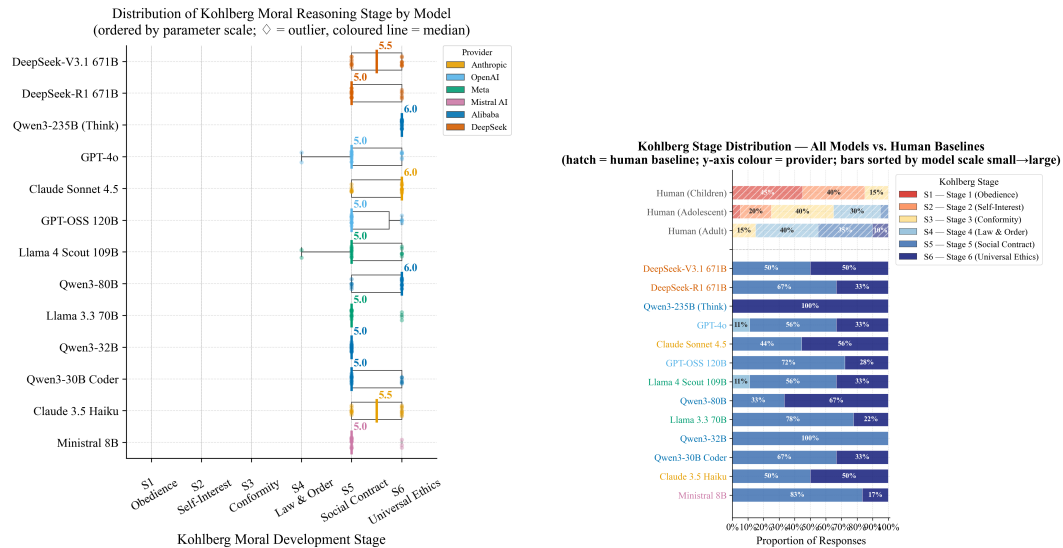 Distribution of Kohlberg Moral Reasoning Stage by Model
(ordered by parameter scale; ♢ = outlier, coloured line = median)
DeepSeek-V3.1 671B
DeepSeek-R1 671B
Qwen3-235B (Think)
GPT-4o
Claude Sonnet 4.5
GPT-OSS 120B
Llama 4 Scout 109B
Qwen3-80B
Llama 3.3 70B
Qwen3-32B
Qwen3-30B Coder
Claude 3.5 Haiku
Ministral 8B
5.5
5.0
6.0
5.0
6.0
5.0
5.0
6.0
5.0
5.0
5.0
5.5
5.0
S1
Obedience
S2
Self-Interest
S3
Conformity
S4
Law & Order
S5
Social Contract
S6
Universal Ethics
Kohlberg Moral Development Stage
Provider
Anthropic
OpenAI
Meta
Mistral AI
Alibaba
DeepSeek
Kohlberg Stage Distribution — All Models vs. Human Baselines
(hatch = human baseline; y-axis colour = provider; bars sorted by model scale small→large)
Human (Children) 45% 40% 15%
Human (Adolescent) 20% 40% 30%
Human (Adult) 15% 40% 35% 10%
DeepSeek-V3.1 671B 50% 50%
DeepSeek-R1 671B 67% 33%
Qwen3-235B (Think) 100%
GPT-4o 11% 56% 33%
Claude Sonnet 4.5 44% 56%
GPT-OSS 120B 72% 28%
Llama 4 Scout 109B 11% 56% 33%
Qwen3-80B 33% 67%
Llama 3.3 70B 78% 22%
Qwen3-32B 100%
Qwen3-30B Coder 67% 33%
Claude 3.5 Haiku 50% 50%
Ministral 8B 83% 17%
0% 10% 20% 30% 40% 50% 60% 70% 80% 90% 100%
Proportion of Responses
Kohlberg Stage
S1 — Stage 1 (Obedience)
S2 — Stage 2 (Self-Interest)
S3 — Stage 3 (Conformity)
S4 — Stage 4 (Law & Order)
S5 — Stage 5 (Social Contract)
S6 — Stage 6 (Universal Ethics)